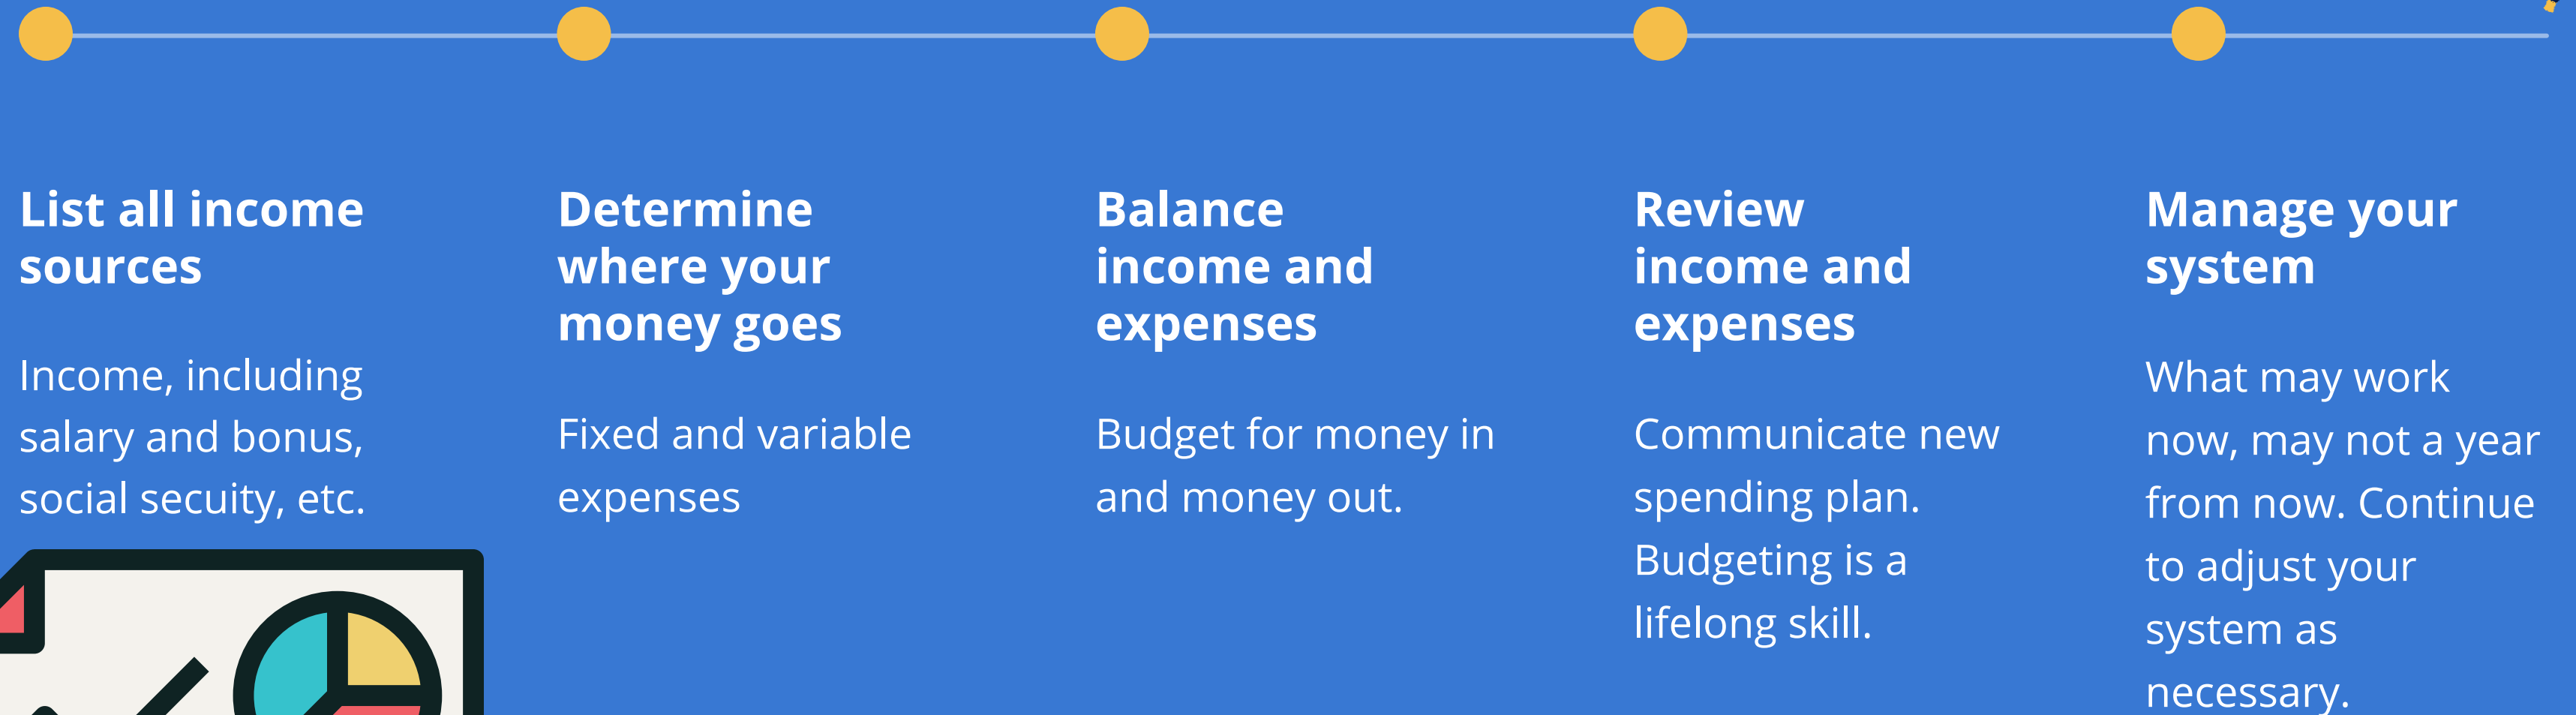 List all income
sources
Income, including
salary and bonus,
social secuity, etc.
Determine
where your
money goes
Fixed and variable
expenses
Balance
income and
expenses
Budget for money in
and money out.
Review
income and
expenses
Communicate new
spending plan.
Budgeting is a
lifelong skill.
Manage your
system
What may work
now, may not a year
from now. Continue
to adjust your
system as
necessary.